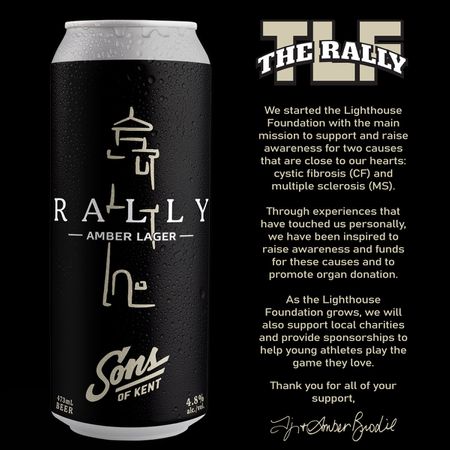 RALLY
AMBER LAGER
Sons
OF KENT
473ml
BEER
4.8%
alc./vol.
TLF
THE RALLY
We started the Lighthouse
Foundation with the main
mission to support and raise
awareness for two causes
that are close to our hearts:
cystic fibrosis (CF) and
multiple sclerosis (MS).
Through experiences that
have touched us personally,
we have been inspired to
raise awareness and funds
for these causes and to
promote organ donation.
As the Lighthouse
Foundation grows, we will
also support local charities
and provide sponsorships to
help young athletes play the
game they love.
Thank you for all of your
support,
TJ + Amber Brodie